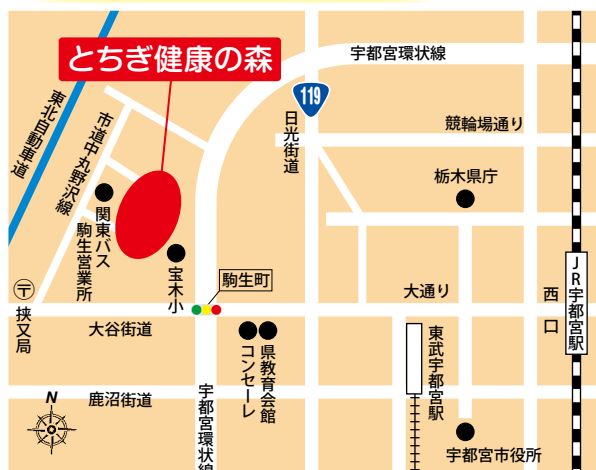 とちぎ健康の森
宇都宮環状線
119
日光街道
競輪場通り
東北自動車道
市道中丸野沢線
栃木県庁
関東バス
駒生営業所
宝木小
駒生町
大通り
西口
JR宇都宮駅
〒
挟又局
大谷街道
県教育会館
コンセーレ
東武宇都宮駅
N
鹿沼街道
宇都宮環状線
宇都宮市役所